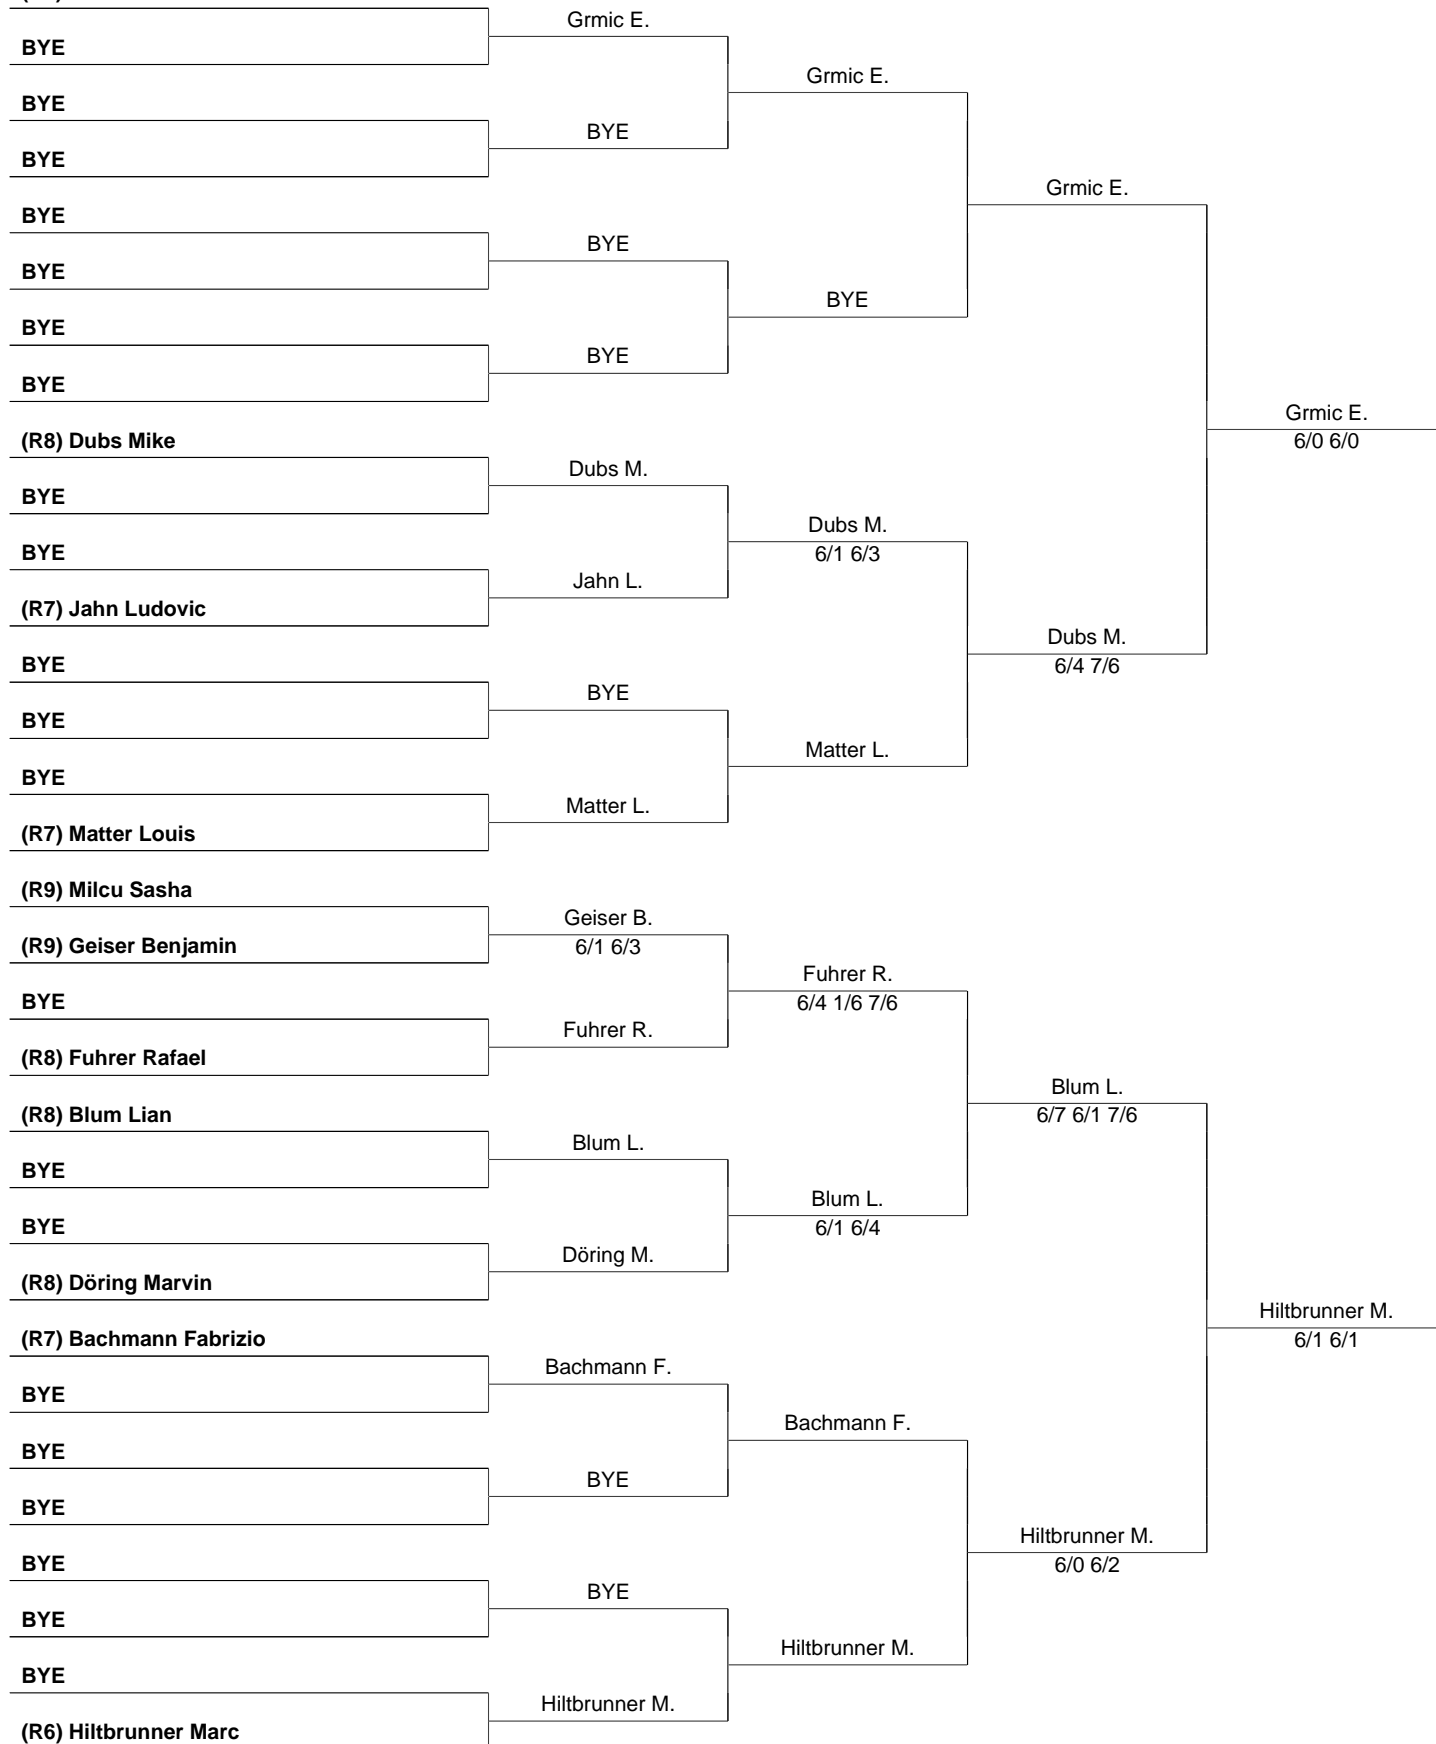 BYE
BYE
BYE
BYE
BYE
BYE
BYE
(R8) Dubs Mike
BYE
BYE
(R7) Jahn Ludovic
BYE
BYE
BYE
(R7) Matter Louis
(R9) Milcu Sasha
(R9) Geiser Benjamin
BYE
(R8) Fuhrer Rafael
(R8) Blum Lian
BYE
BYE
(R8) Döring Marvin
(R7) Bachmann Fabrizio
BYE
BYE
BYE
BYE
BYE
BYE
(R6) Hiltbrunner Marc
Grmic E.
BYE
BYE
BYE
Dubs M.
Jahn L.
BYE
Matter L.
Geiser B.
6/1 6/3
Fuhrer R.
Blum L.
Döring M.
Bachmann F.
BYE
BYE
Hiltbrunner M.
Grmic E.
BYE
Dubs M.
6/1 6/3
Matter L.
Fuhrer R.
6/4 1/6 7/6
Blum L.
6/1 6/4
Bachmann F.
Hiltbrunner M.
Grmic E.
Dubs M.
6/4 7/6
Blum L.
6/7 6/1 7/6
Hiltbrunner M.
6/0 6/2
Grmic E.
6/0 6/0
Hiltbrunner M.
6/1 6/1